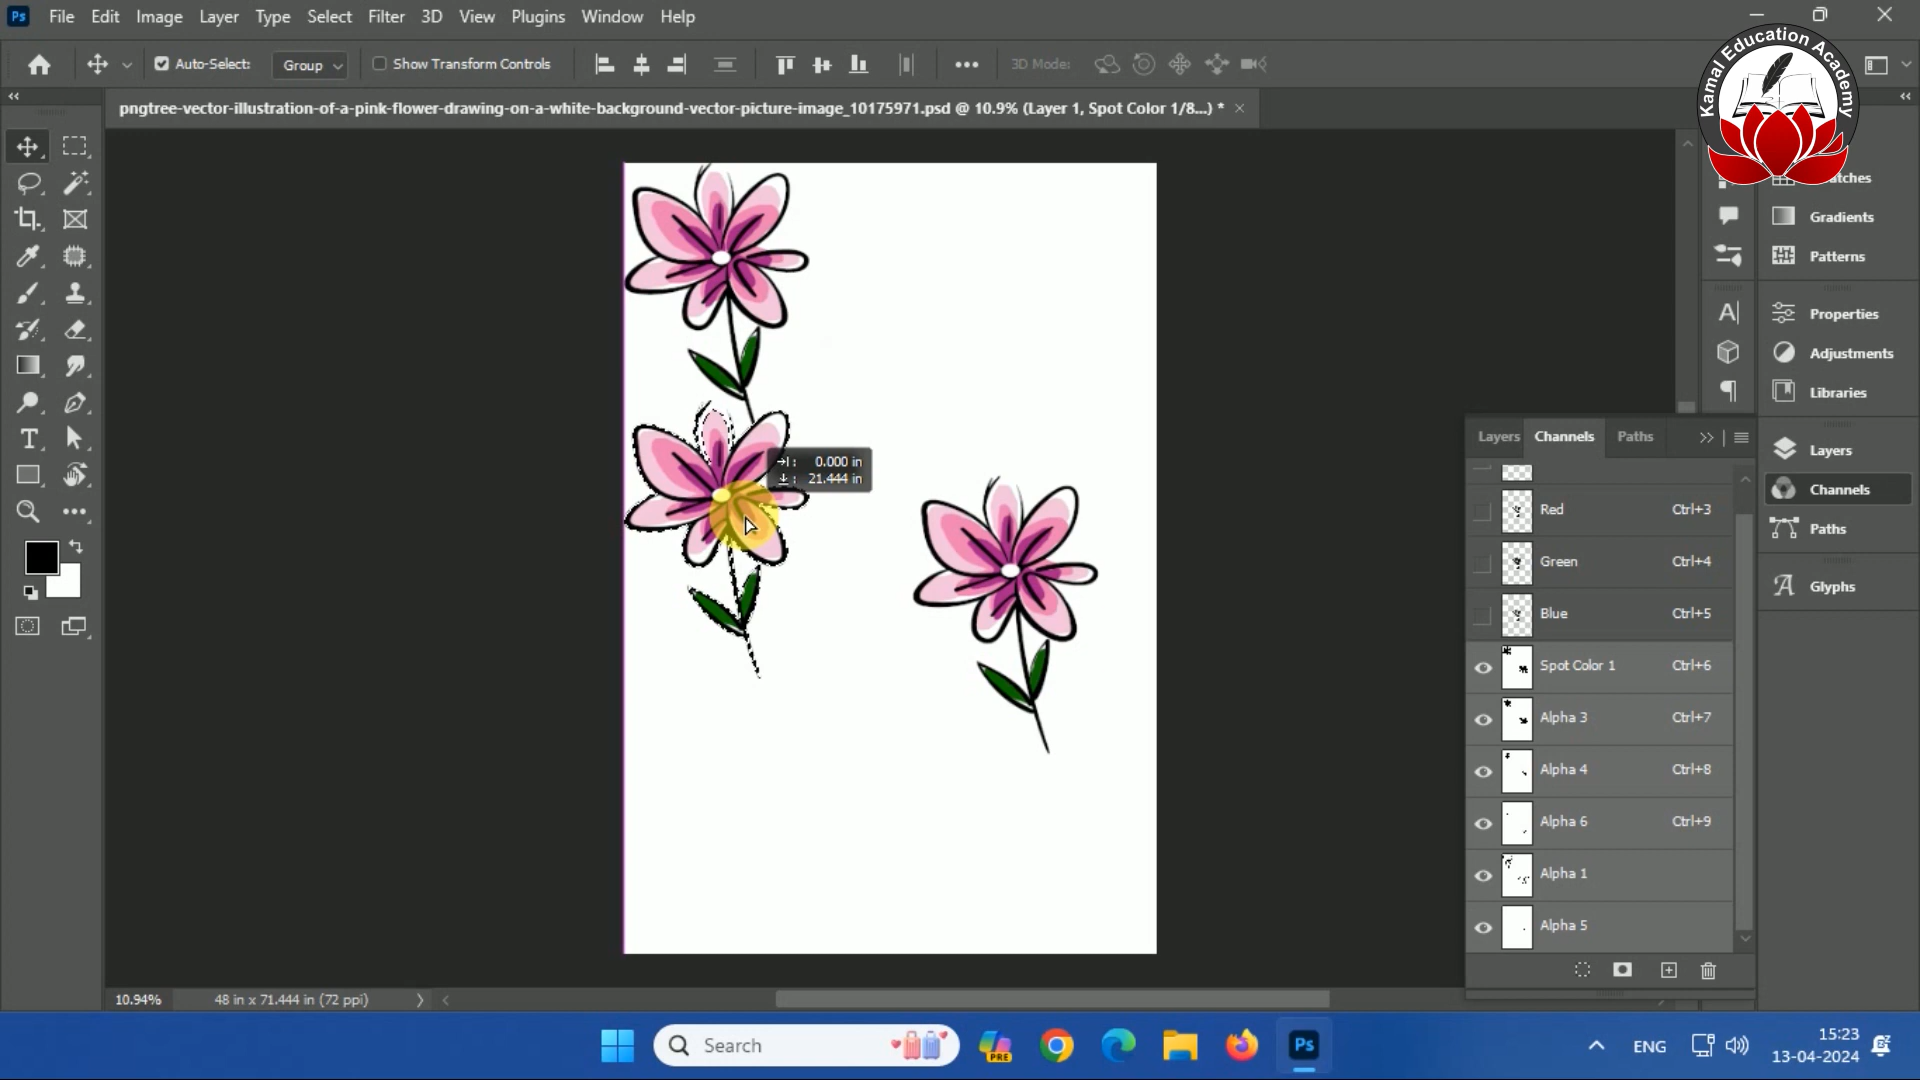 Ps File Edit Image Layer Type Select Filter 3D View Plugins Window Help
Auto-Select: Group Show Transform Controls 3D Mode:
Kamal Education Academy
pngtree-vector-illustration-of-a-pink-flower-drawing-on-a-white-background-vector-picture-image_10175971.psd @ 10.9% (Layer 1, Spot Color 1/8...) *
Gradients
Patterns
Properties
Adjustments
Libraries
Layers Channels Paths
Layers
→|: 0.000 in
21.444 in
Channels
Red Ctrl+3
Paths
Green Ctrl+4
Glyphs
Blue Ctrl+5
Spot Color 1 Ctrl+6
Alpha 3 Ctrl+7
Alpha 4 Ctrl+8
Alpha 6 Ctrl+9
Alpha 1
Alpha 5
10.94% 48 in x 71.444 in (72 ppi)
Search PRE Ps ENG
15:23
13-04-2024